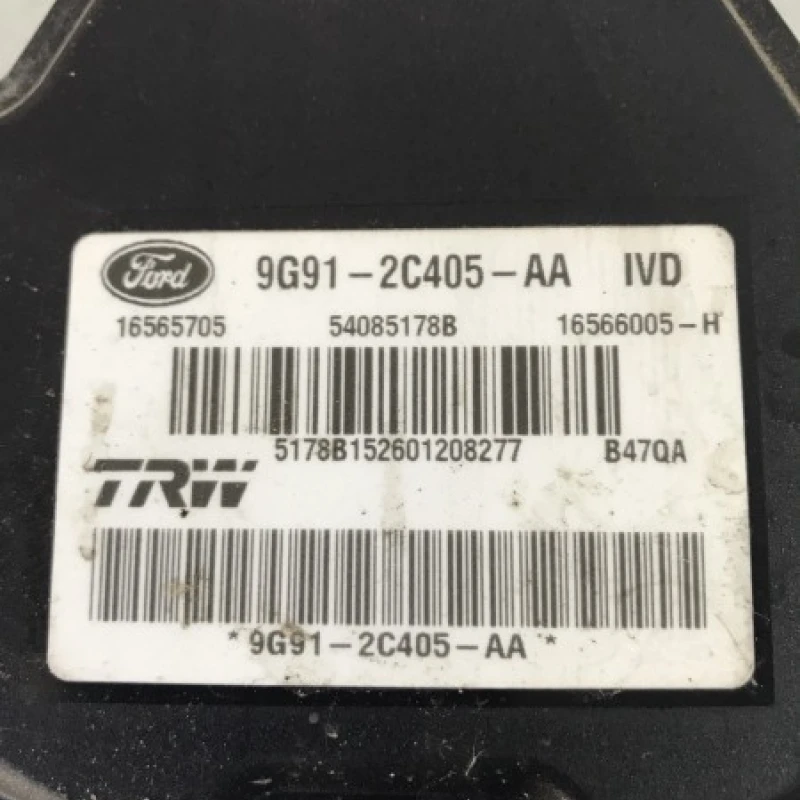 Ford 9G91-2C405-AA IVD
16565705 54085178B 16566005-H
5178B152601208277 B47QA
TRW
* 9G91-2C405-AA *